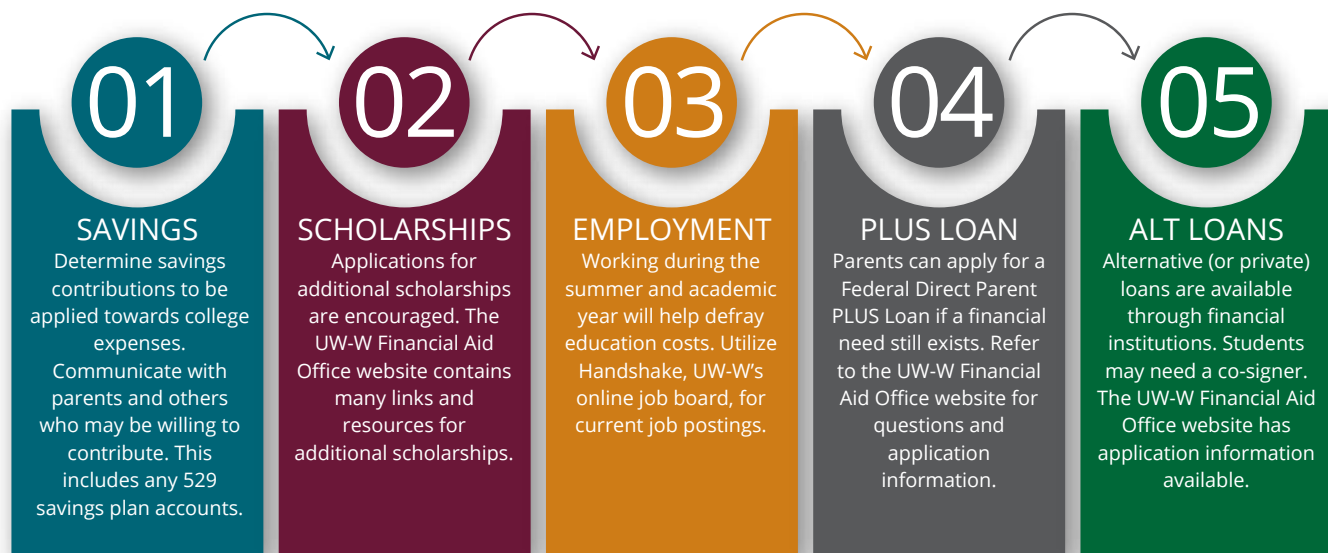 01
SAVINGS
Determine savings
contributions to be
applied towards college
expenses.
Communicate with
parents and others
who may be willing to
contribute. This
includes any 529
savings plan accounts.
02
SCHOLARSHIPS
Applications for
additional scholarships
are encouraged. The
UW-W Financial Aid
Office website contains
many links and
resources for
additional scholarships.
03
EMPLOYMENT
Working during the
summer and academic
year will help defray
education costs. Utilize
Handshake, UW-W's
online job board, for
current job postings.
04
PLUS LOAN
Parents can apply for a
Federal Direct Parent
PLUS Loan if a financial
need still exists. Refer
to the UW-W Financial
Aid Office website for
questions and
application
information.
05
ALT LOANS
Alternative (or private)
loans are available
through financial
institutions. Students
may need a co-signer.
The UW-W Financial Aid
Office website has
application information
available.